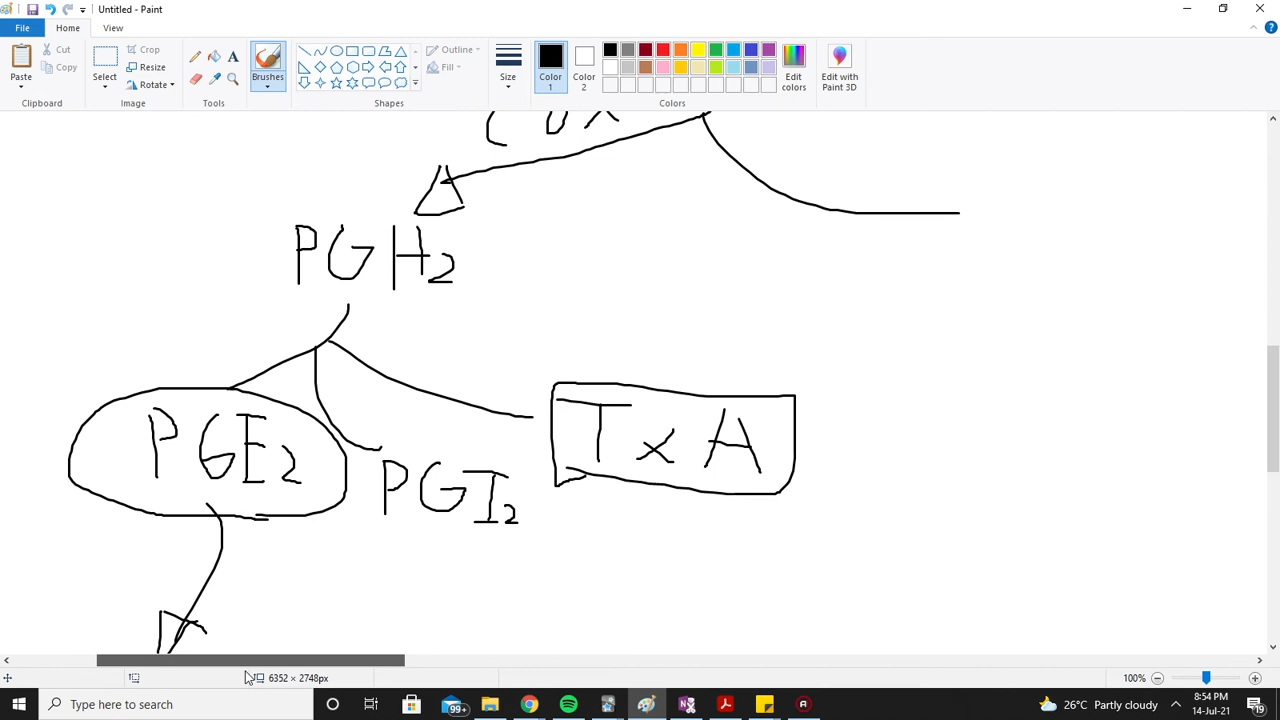 Untitled - Paint
File Home View
Paste
Cut
Copy
Clipboard
Select
Crop
Resize
Rotate
Image
A
Tools
Brushes
Outline
Fill
Shapes
Size
Color 1
Color 2
Edit colors
Colors
Edit with Paint 3D
PGH2
PGE2
PGI2
TxA
6352 × 2748px
100%
Type here to search
99+
26°C Partly cloudy
8:54 PM
14-Jul-21
19